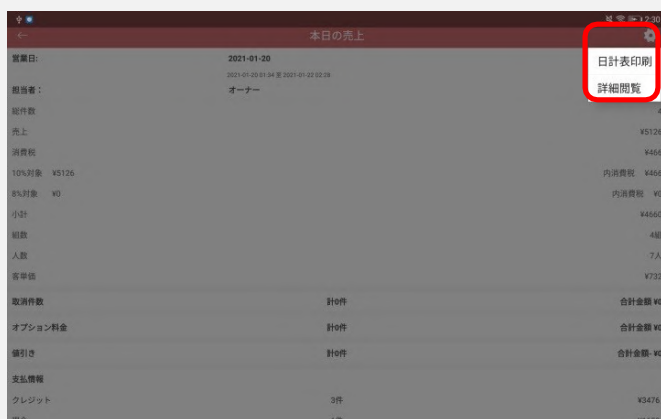 2:30
← 本日の売上
日計表印刷
詳細閲覧
営業日: 2021-01-20
2021-01-20 01:34 至 2021-01-22 02:28
担当者： オーナー
総件数 4
売上 ¥5126
消費税 ¥466
10%対象 ¥5126 内消費税 ¥466
8%対象 ¥0 内消費税 ¥0
小計 ¥4660
組数 4組
人数 7人
客単価 ¥732
取消件数 計0件 合計金額 ¥0
オプション料金 計0件 合計金額 ¥0
値引き 計0件 合計金額-¥0
支払情報
クレジット 3件 ¥3476